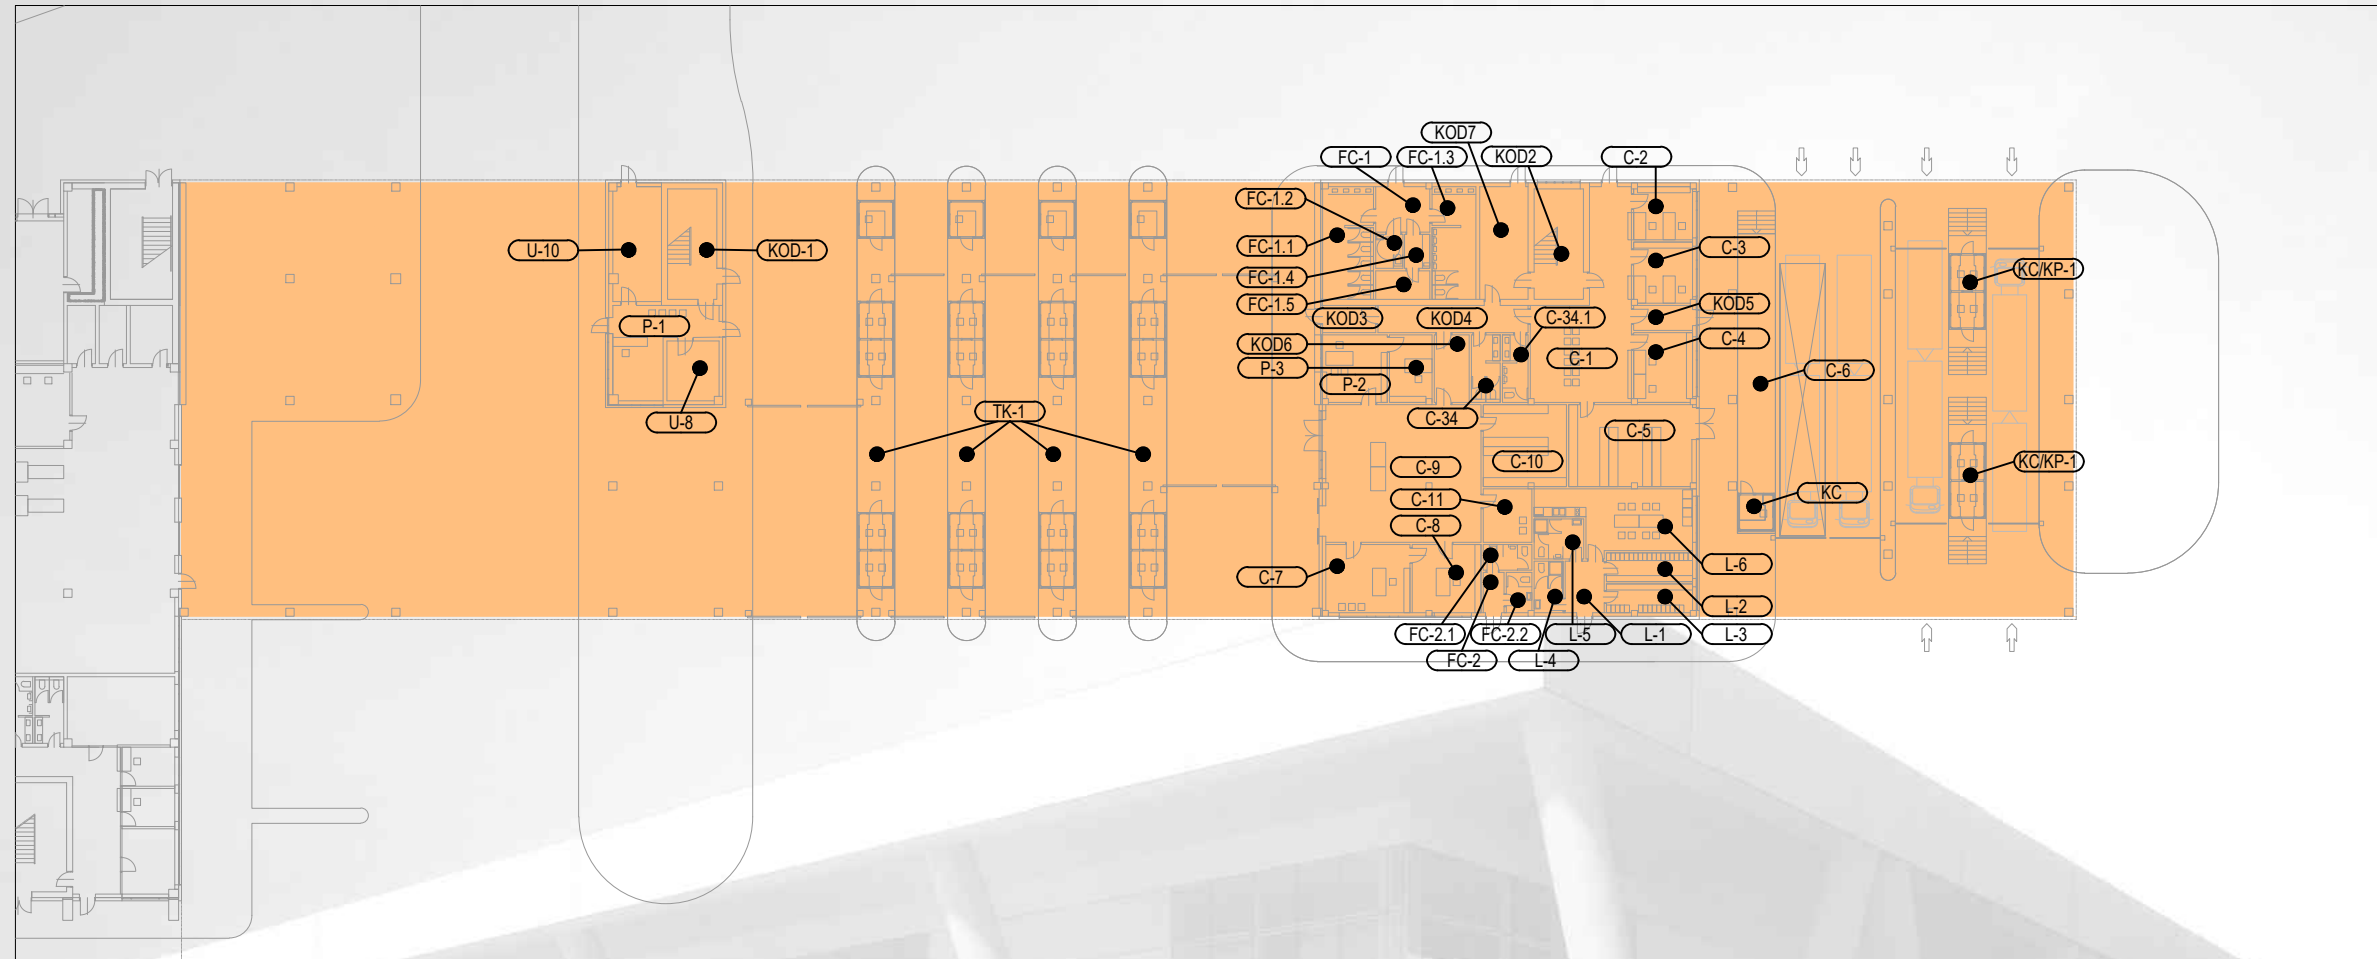 KOD7
FC-1
FC-1.3
KOD2
C-2
FC-1.2
FC-1.1
U-10
KOD-1
C-3
KC/KP-1
FC-1.4
FC-1.5
KOD5
P-1
KOD3
KOD4
C-34.1
KOD6
C-1
C-4
P-3
C-6
P-2
TK-1
C-34
U-8
C-5
C-9
C-10
KC/KP-1
C-11
KC
C-8
L-6
C-7
L-2
FC-2.1
FC-2.2
L-5
L-1
L-3
FC-2
L-4